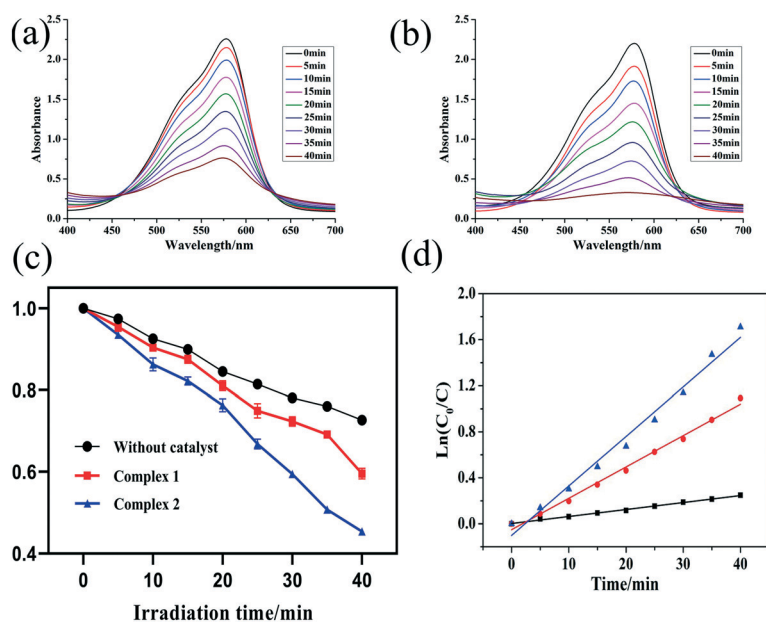 (a)
2.5
2.0
1.5
1.0
0.5
0.0
Absorbance
400 450 500 550 600 650 700
Wavelength/nm
0min
5min
10min
15min
20min
25min
30min
35min
40min
(b)
2.5
2.0
1.5
1.0
0.5
0.0
Absorbance
400 450 500 550 600 650 700
Wavelength/nm
0min
5min
10min
15min
20min
25min
30min
35min
40min
(c)
1.0
0.8
0.6
0.4
Without catalyst
Complex 1
Complex 2
0 10 20 30 40
Irradiation time/min
(d)
2.0
1.6
1.2
0.8
0.4
0.0
Ln(C₀/C)
0 10 20 30 40
Time/min